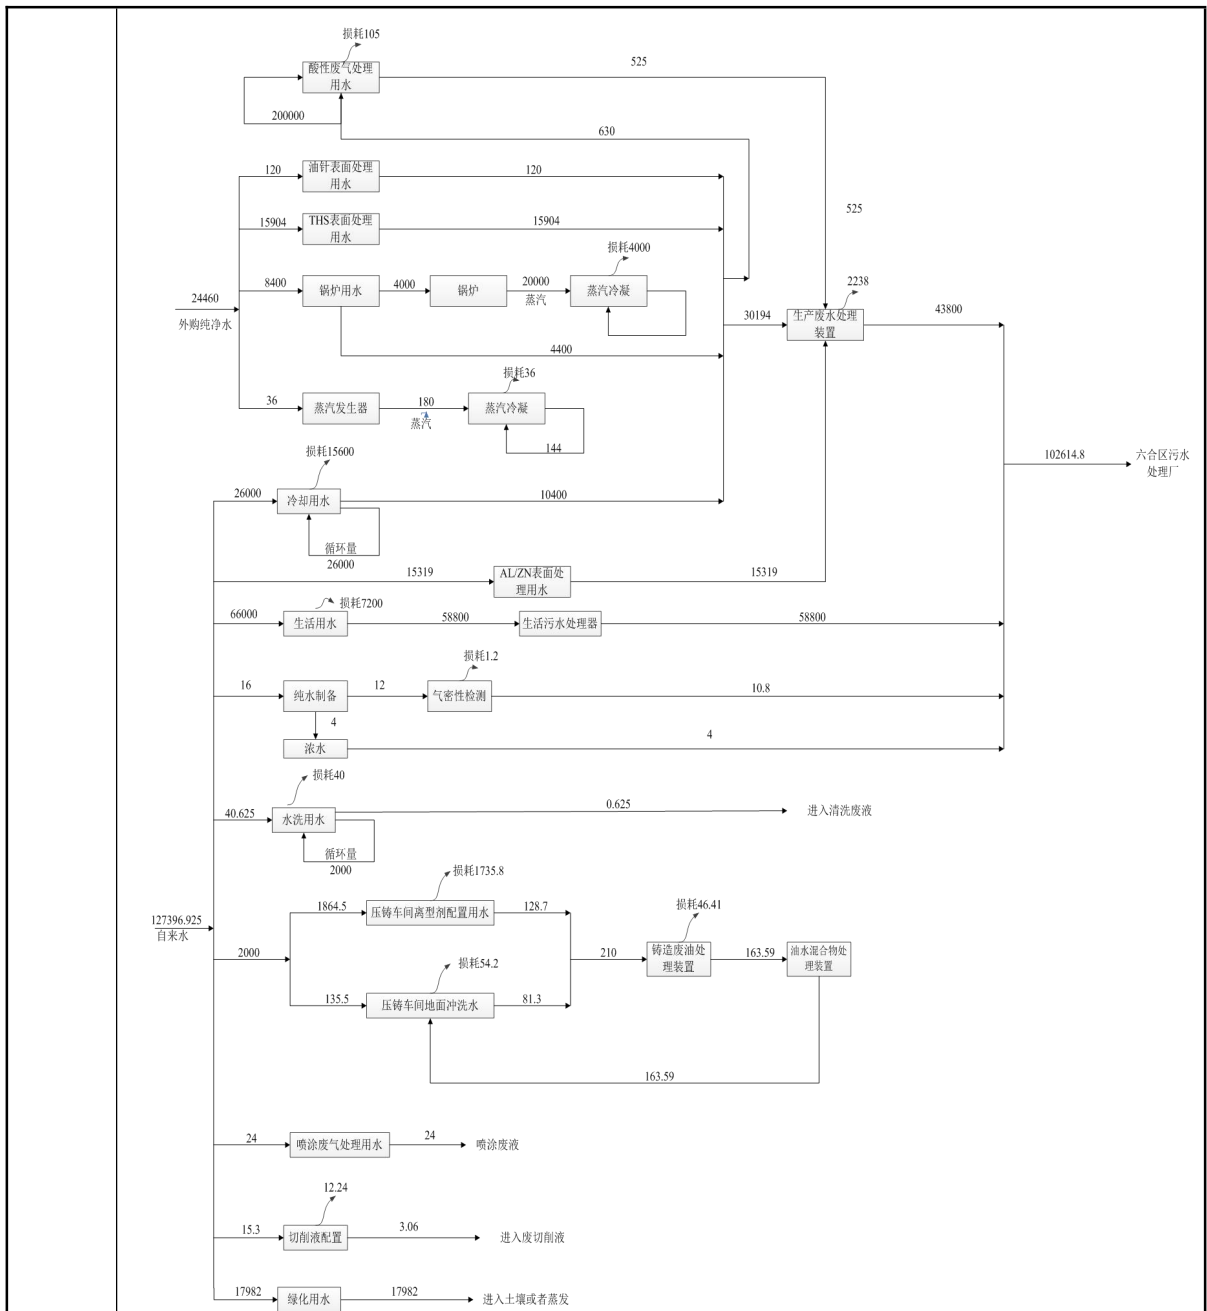 损耗105
酸性废气处理
用水
525
200000
630
120
油针表面处理
用水
120
15904
THS表面处理
用水
15904
525
损耗4000
8400
锅炉用水
4000
锅炉
20000
蒸汽
蒸汽冷凝
2238
24460
外购纯净水
30194
生产废水处理
装置
43800
4400
损耗36
36
蒸汽发生器
180
蒸汽
蒸汽冷凝
144
损耗15600
102614.8
六合区污水
处理厂
26000
冷却用水
10400
循环量
26000
15319
AL/ZN表面处
理用水
15319
损耗7200
66000
生活用水
58800
生活污水处理器
58800
损耗1.2
16
纯水制备
12
气密性检测
10.8
4
浓水
4
损耗40
40.625
水洗用水
0.625
进入清洗废液
循环量
2000
损耗1735.8
1864.5
压铸车间离型剂配置用水
128.7
损耗46.41
127396.925
自来水
2000
210
铸造废油处
理装置
163.59
油水混合物处
理装置
损耗54.2
135.5
压铸车间地面冲洗水
81.3
163.59
24
喷涂废气处理用水
24
喷涂废液
12.24
15.3
切削液配置
3.06
进入废切削液
17982
绿化用水
17982
进入土壤或者蒸发